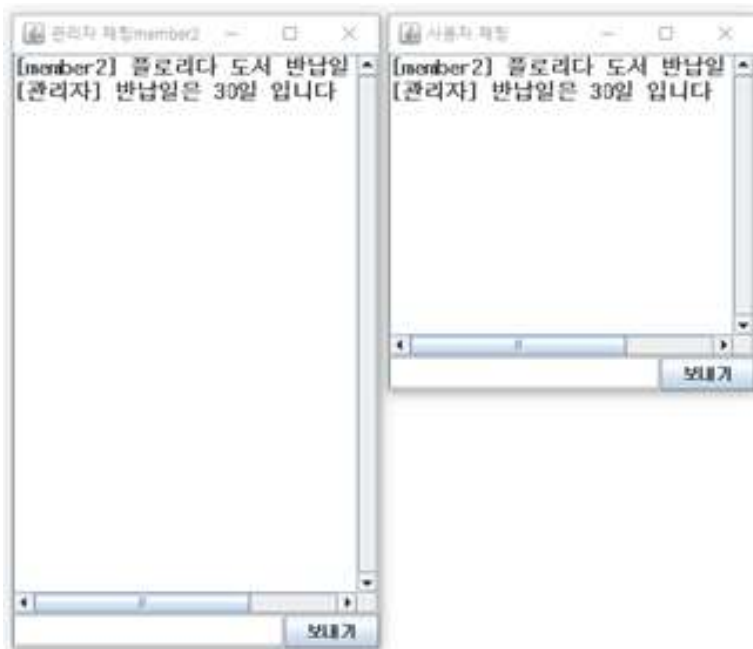 관리자 채팅member2
[member2] 플로리다 도서 반납일
[관리자] 반납일은 30일 입니다
보내기
사용자 채팅
[member2] 플로리다 도서 반납일
[관리자] 반납일은 30일 입니다
보내기